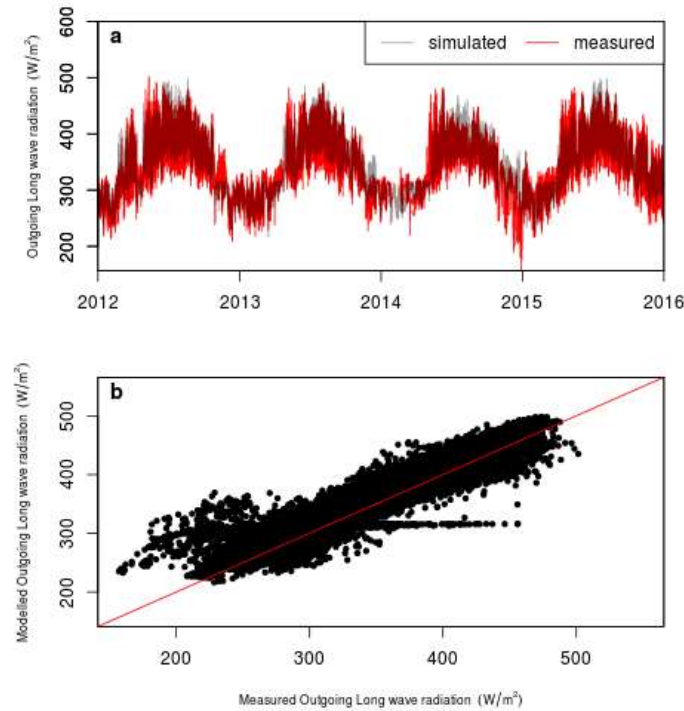 a
simulated measured
Outgoing Long wave radiation (W/m²)
600
500
400
300
200
2012 2013 2014 2015 2016
b
Modelled Outgoing Long wave radiation (W/m²)
500
400
300
200
200 300 400 500
Measured Outgoing Long wave radiation (W/m²)